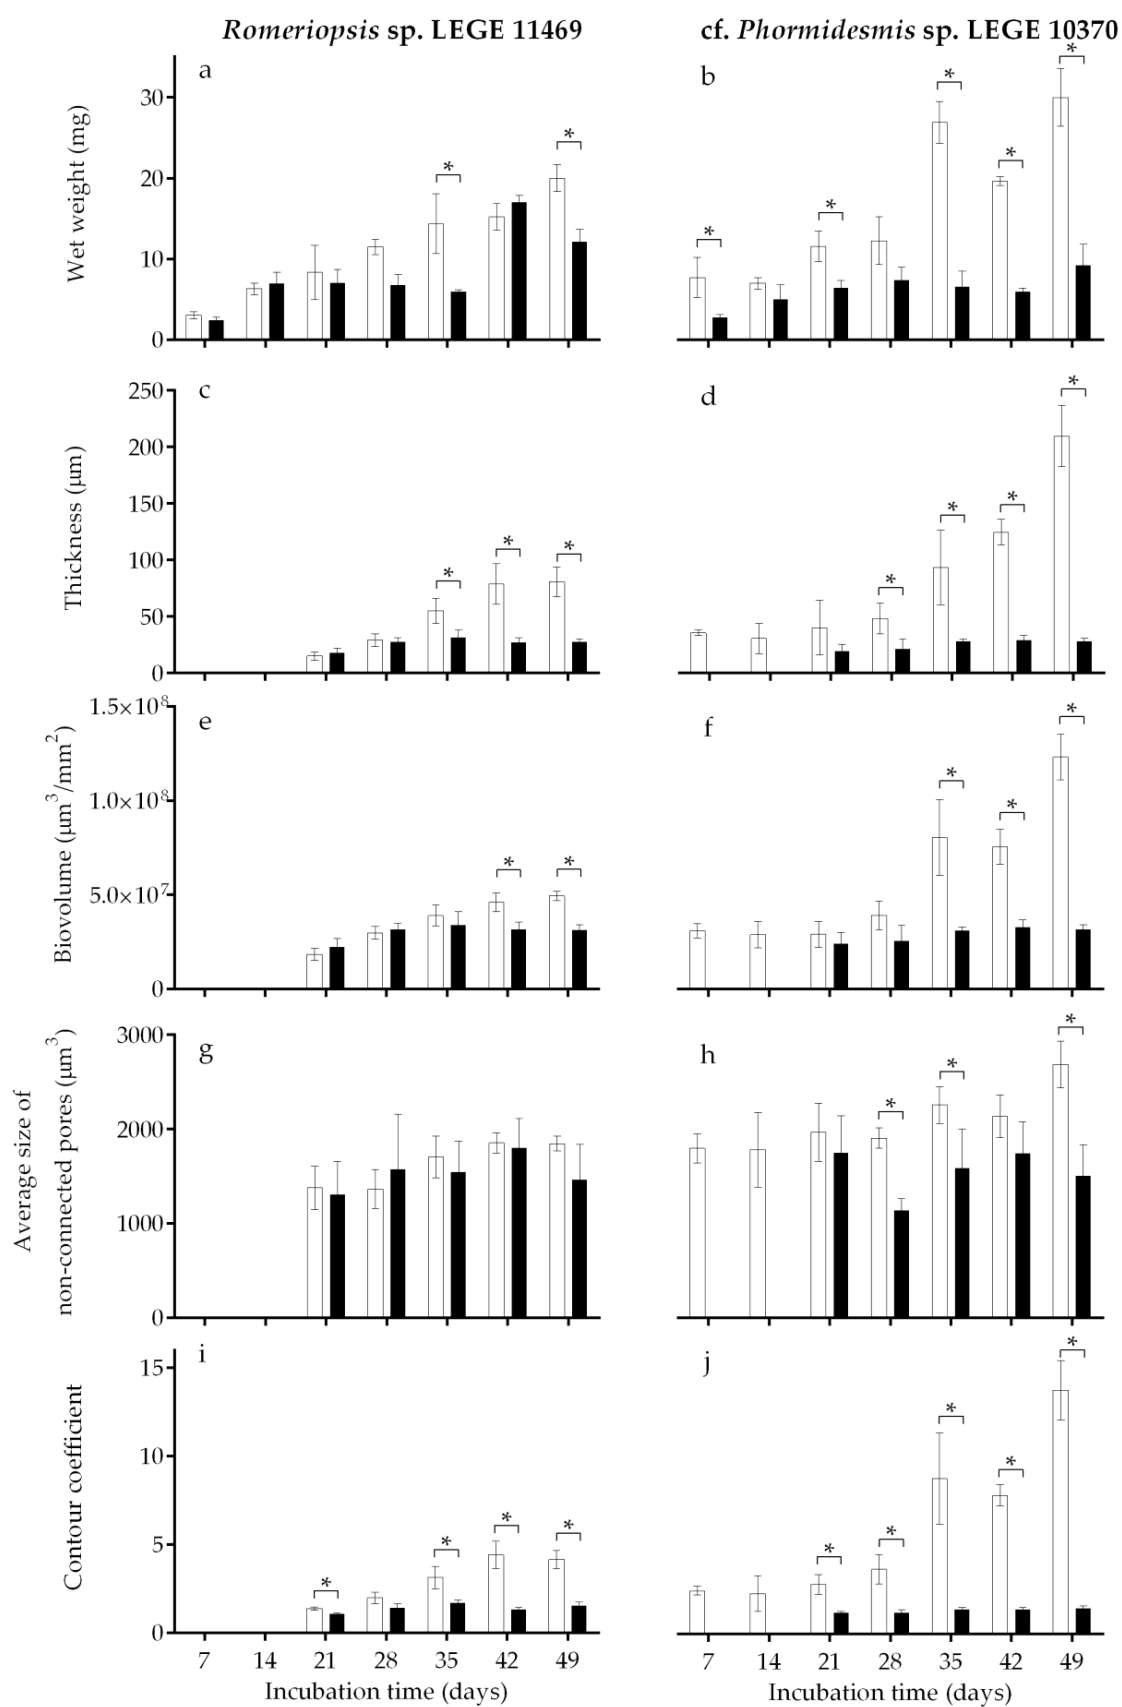 Romeriopsis sp. LEGE 11469
cf. Phormidesmis sp. LEGE 10370
a
Wet weight (mg)
30
20
10
0
*
*
b
*
*
*
*
*
c
Thickness (µm)
250
200
150
100
50
0
*
*
*
d
*
*
*
*
e
Biovolume (µm³/mm²)
1.5×10⁸
1.0×10⁸
5.0×10⁷
0
*
*
f
*
*
*
g
Average size of
non-connected pores (µm³)
3000
2000
1000
0
h
*
*
*
i
Contour coefficient
15
10
5
0
*
*
*
*
j
*
*
*
*
*
7 14 21 28 35 42 49
Incubation time (days)
7 14 21 28 35 42 49
Incubation time (days)